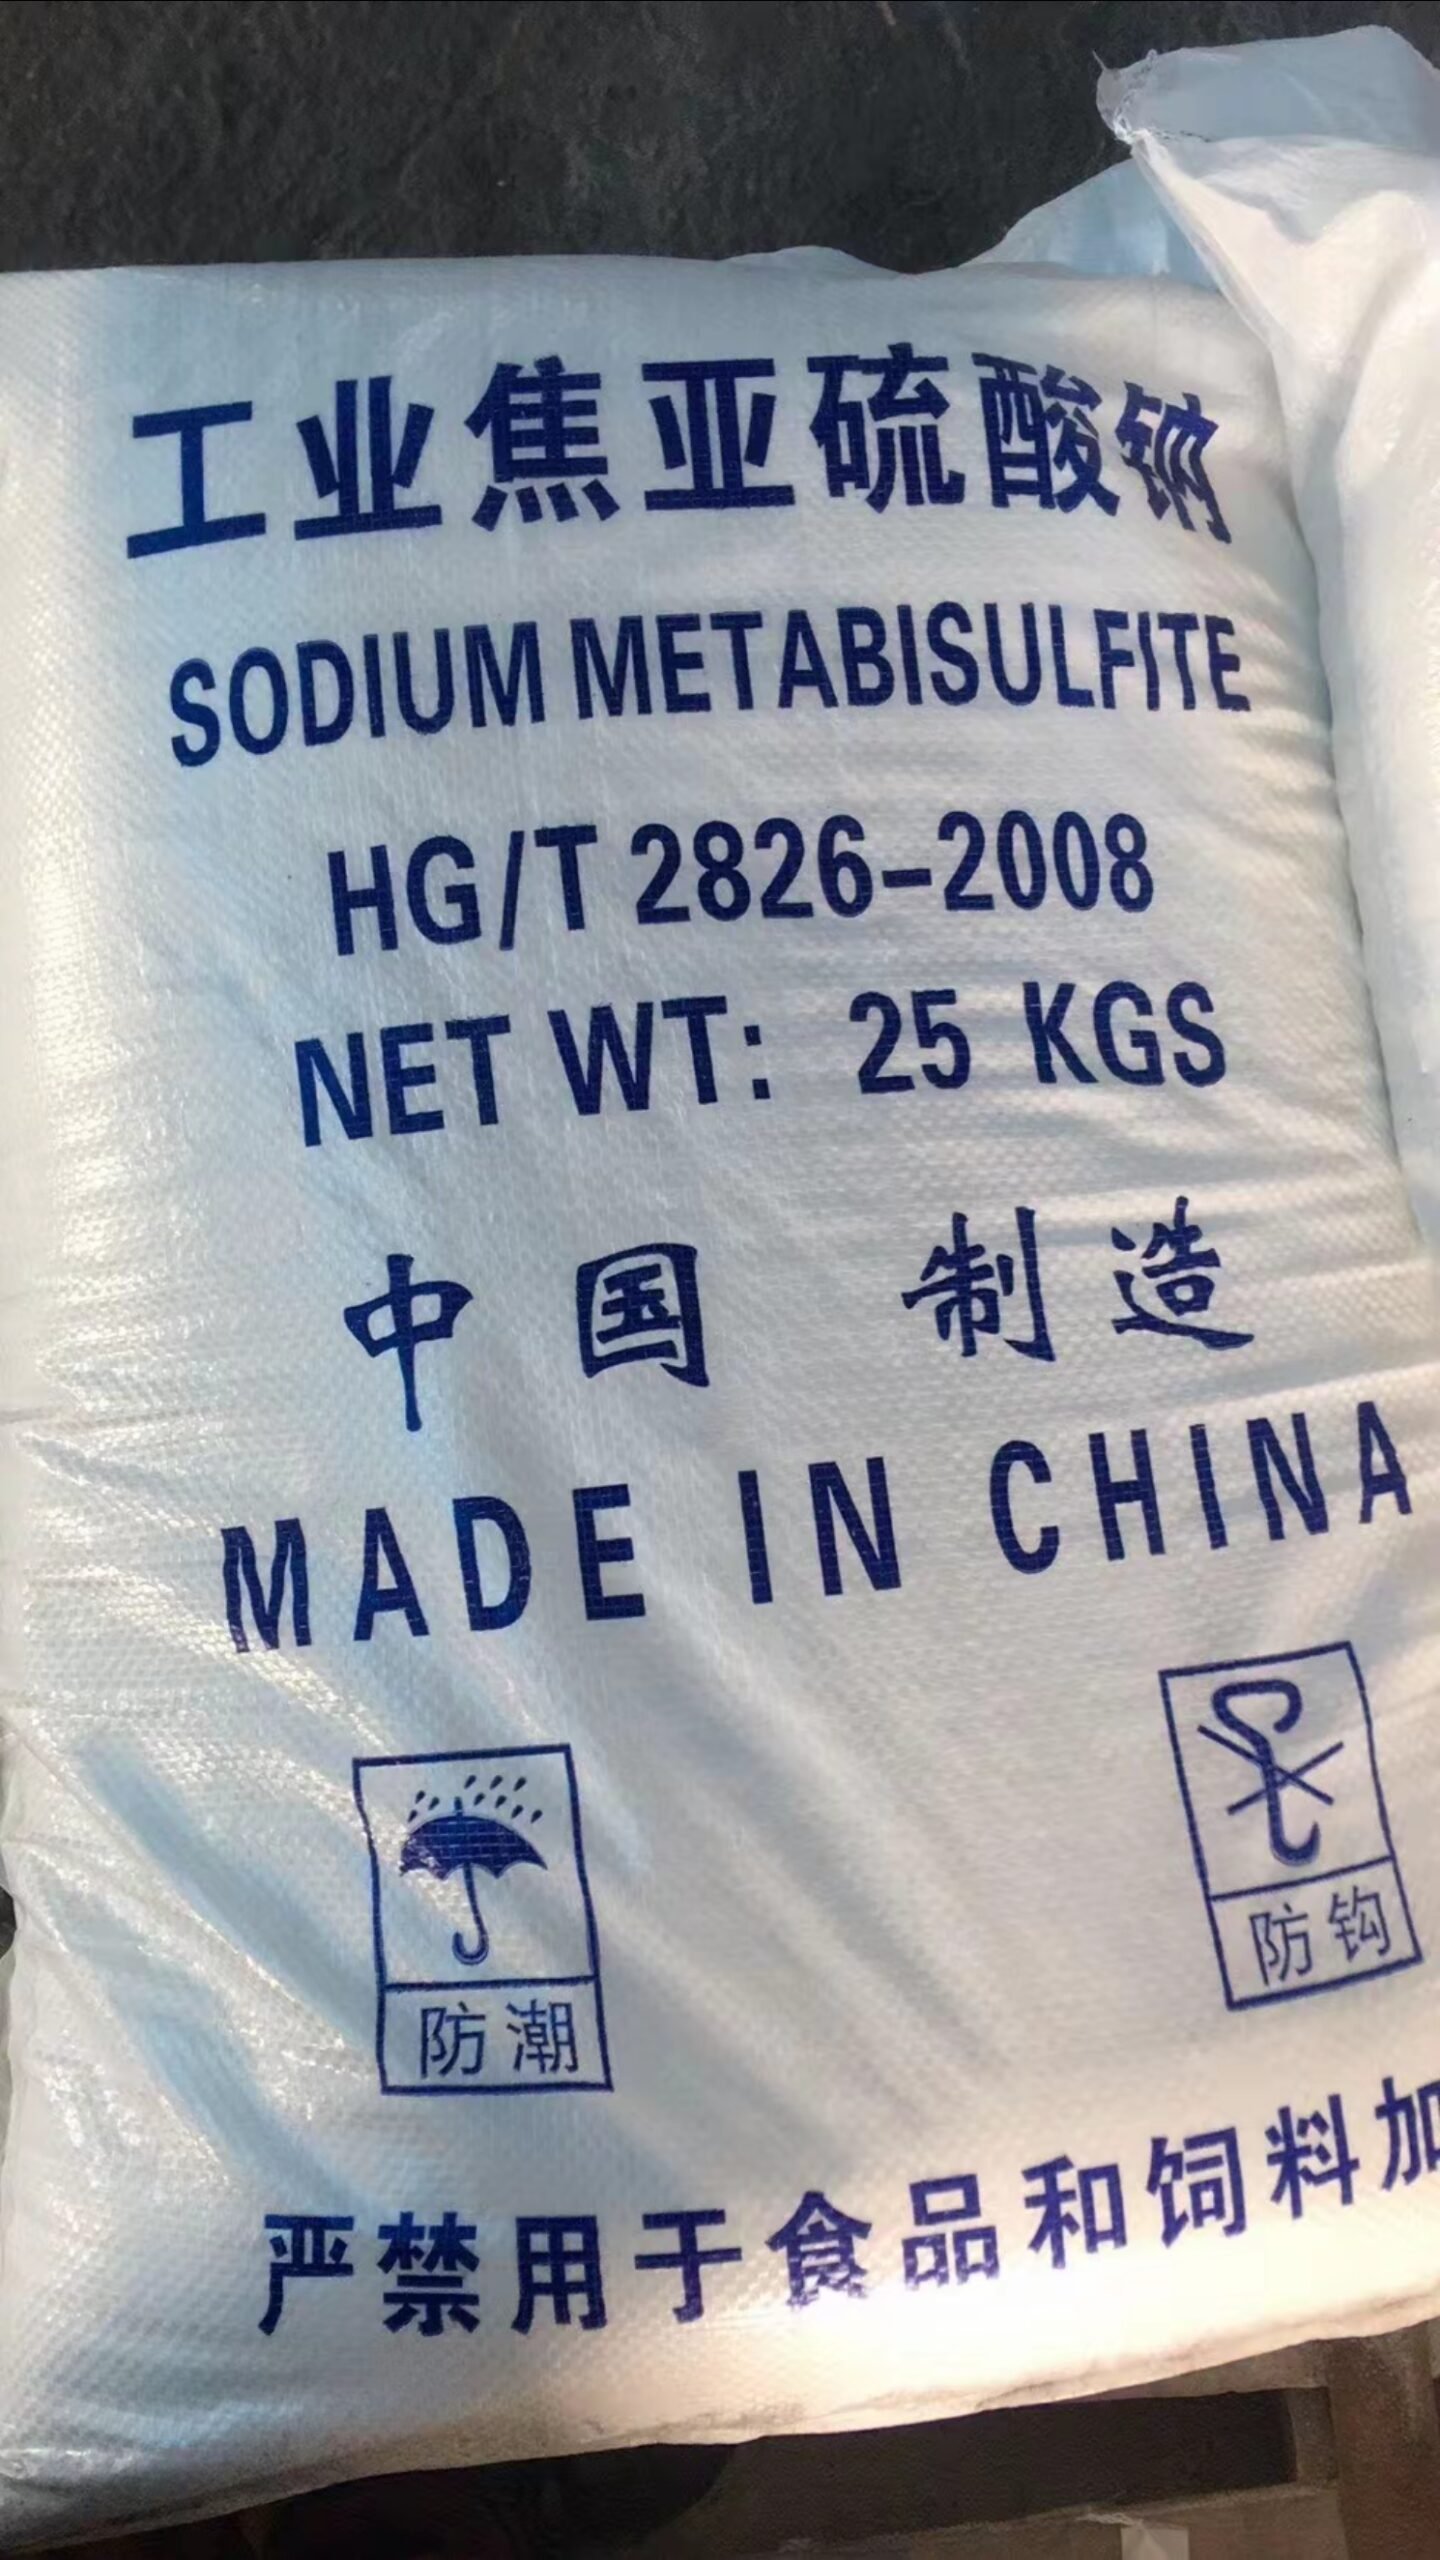 工业焦亚硫酸钠
SODIUM METABISULFITE
HG/T 2826-2008
NET WT: 25 KGS
中国 制造
MADE IN CHINA
防钩
防潮
严禁用于食品和饲料加